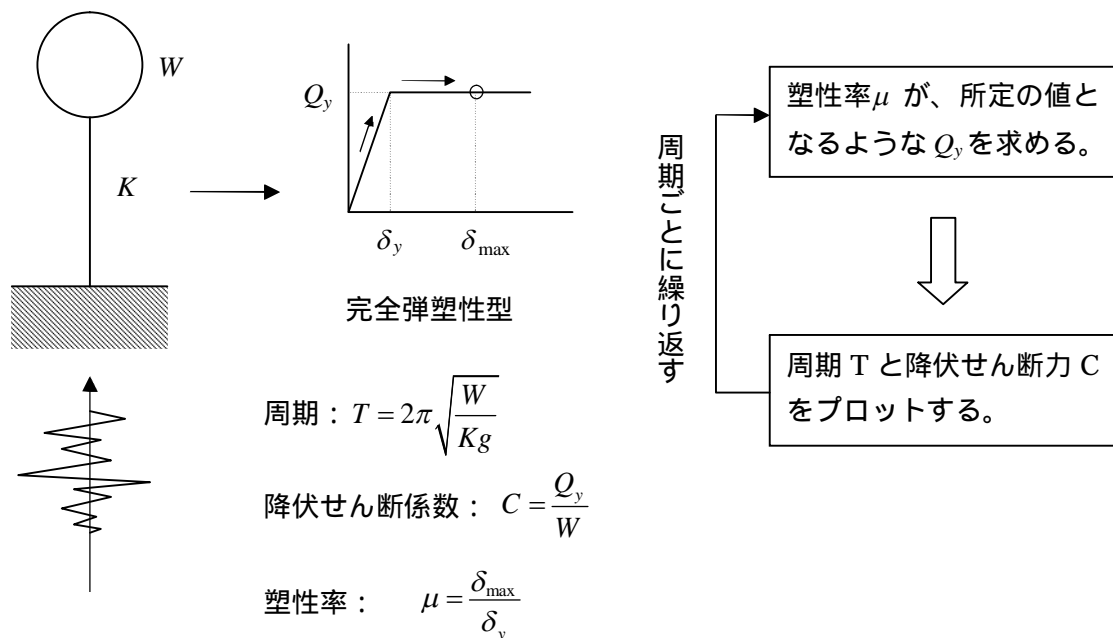 W
K
Q_y
δ_y
δ_max
完全弾塑性型
周期：T = 2π√(W/Kg)
降伏せん断係数： C = Q_y/W
塑性率： μ = δ_max/δ_y
周期ごとに繰り返す
塑性率μ が、所定の値と
なるような Q_y を求める。
周期 T と降伏せん断力 C
をプロットする。